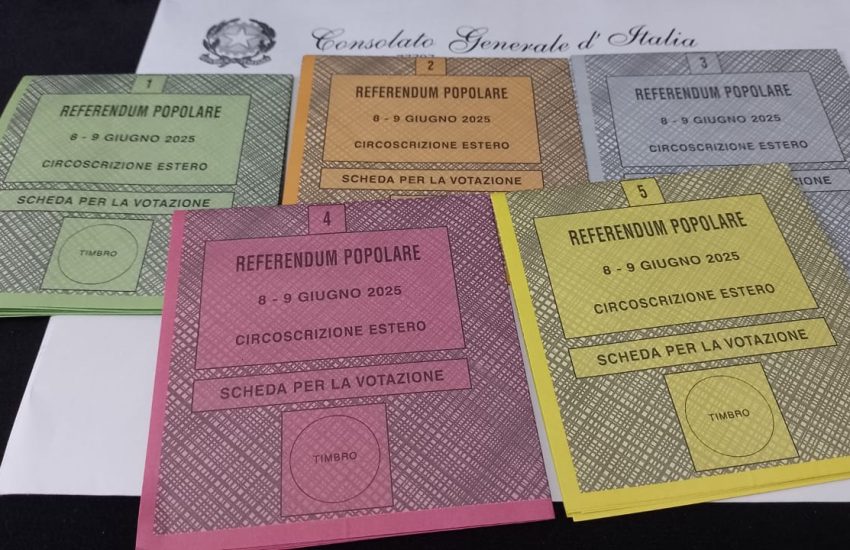 Consolato Generale d'Italia
1
REFERENDUM POPOLARE
8 - 9 GIUGNO 2025
CIRCOSCRIZIONE ESTERO
SCHEDA PER LA VOTAZIONE
TIMBRO
2
REFERENDUM POPOLARE
8 - 9 GIUGNO 2025
CIRCOSCRIZIONE ESTERO
SCHEDA PER LA VOTAZIONE
3
REFERENDUM POPOLARE
8 - 9 GIUGNO 2025
CIRCOSCRIZIONE ESTERO
VOTAZIONE
4
REFERENDUM POPOLARE
8 - 9 GIUGNO 2025
CIRCOSCRIZIONE ESTERO
SCHEDA PER LA VOTAZIONE
TIMBRO
5
REFERENDUM POPOLARE
8 - 9 GIUGNO 2025
CIRCOSCRIZIONE ESTERO
SCHEDA PER LA VOTAZIONE
TIMBRO